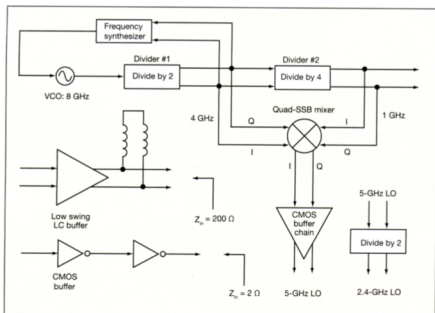 Frequency
synthesizer
Divider #1
Divider #2
Divide by 2
Divide by 4
VCO: 8 GHz
Quad-SSB mixer
4 GHz
Q
I
1 GHz
I
Q
I
Q
5-GHz LO
CMOS
buffer
chain
Divide by 2
Low swing
LC buffer
Zin = 200 Ω
CMOS
buffer
Zin = 2 Ω
5-GHz LO
2.4-GHz LO